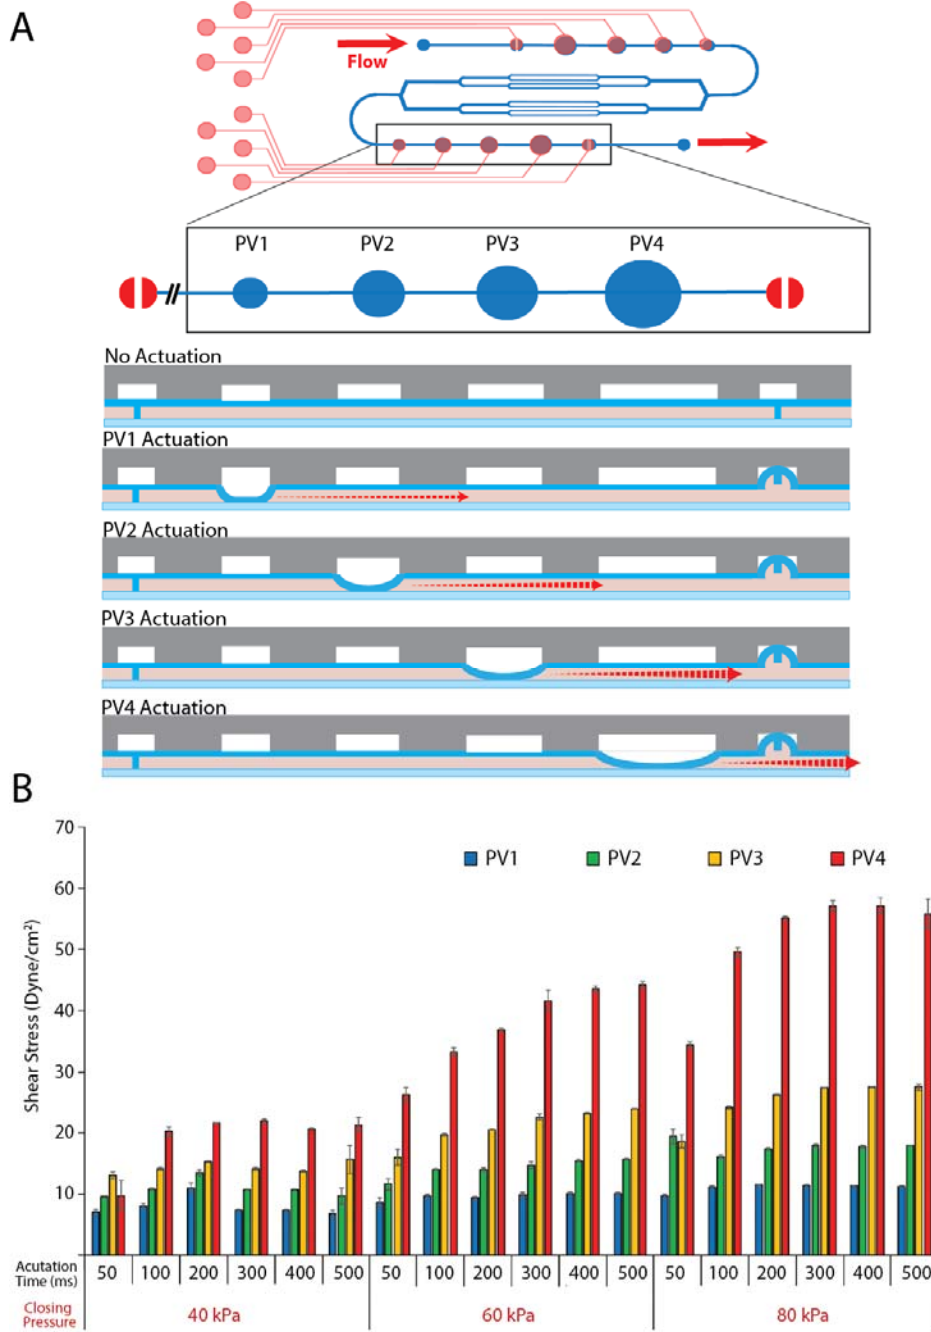 A
Flow
PV1 PV2 PV3 PV4
No Actuation
PV1 Actuation
PV2 Actuation
PV3 Actuation
PV4 Actuation
B
Shear Stress (Dyne/cm²)
70
60
50
40
30
20
10
PV1 PV2 PV3 PV4
Acutation
Time (ms)
50 100 200 300 400 500 50 100 200 300 400 500 50 100 200 300 400 500
Closing
Pressure
40 kPa 60 kPa 80 kPa